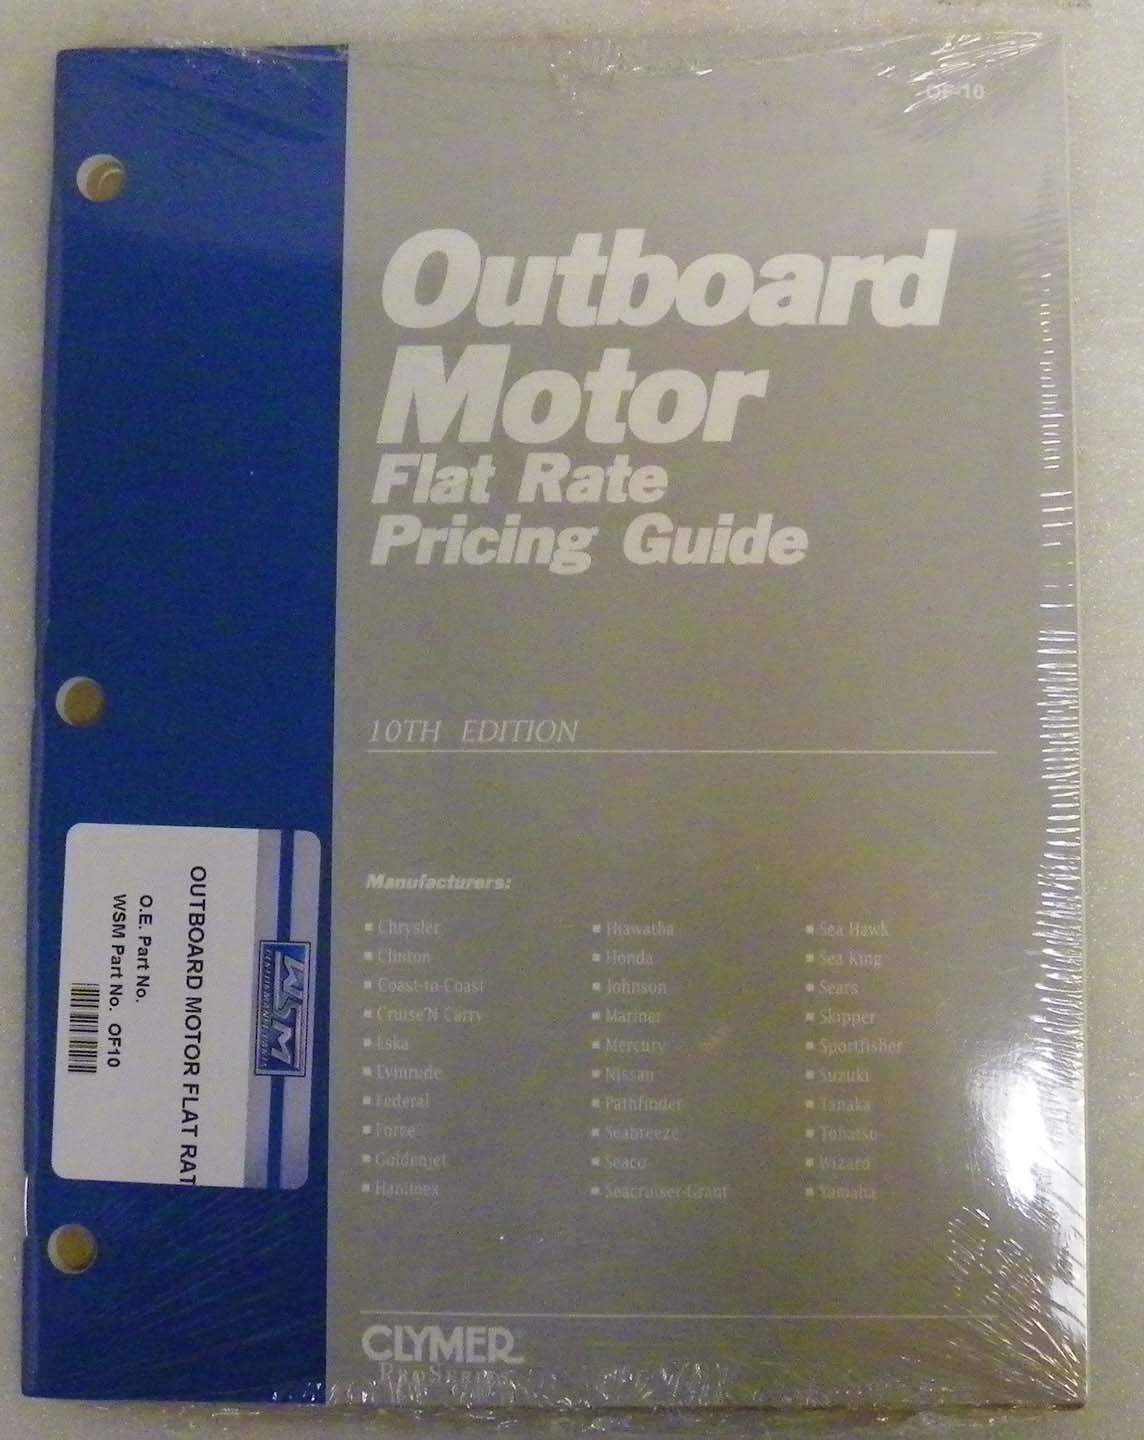 OF-10
Outboard
Motor
Flat Rate
Pricing Guide
10TH EDITION
Manufacturers:
Chrysler
Clinton
Coast-to-Coast
Cruise'N Carry
Eska
Evinrude
Federal
Force
Goldenjet
Hanimex
Hiawatha
Honda
Johnson
Mariner
Mercury
Nissan
Pathfinder
Seabreeze
Seaco
Seacruiser-Grant
Sea Hawk
Sea King
Sears
Skipper
Sportfisher
Suzuki
Tanaka
Tohatsu
Wizard
Yamaha
CLYMER
PROSERIES
WSM
OUTBOARD MOTOR FLAT RAT
O.E. Part No.
WSM Part No. OF10